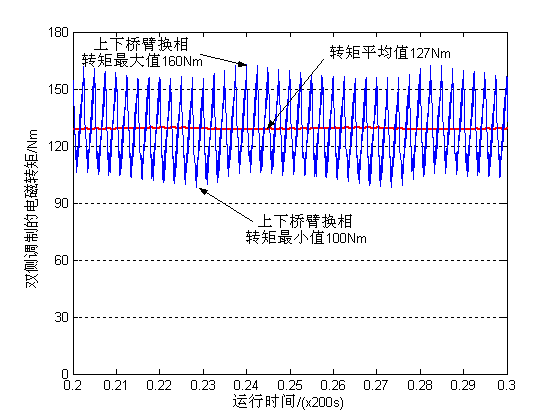 180
上下桥臂换相
转矩最大值160Nm
转矩平均值127Nm
150
120
双侧调制的电磁转矩/Nm
90
上下桥臂换相
转矩最小值100Nm
60
30
0
0.2 0.21 0.22 0.23 0.24 0.25 0.26 0.27 0.28 0.29 0.3
运行时间/(x200s)